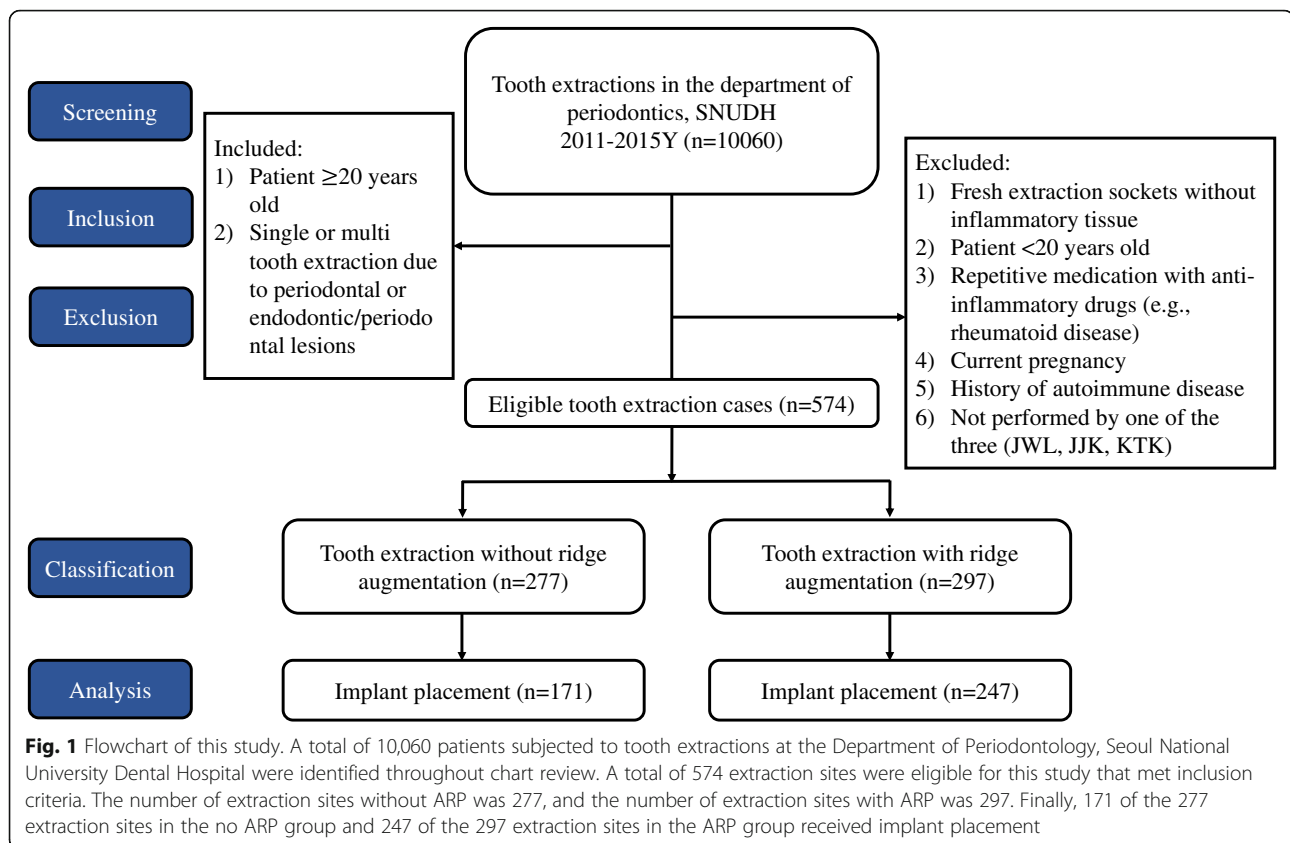 Screening
Inclusion
Exclusion
Classification
Analysis
Tooth extractions in the department of
periodontics, SNUDH
2011-2015Y (n=10060)
Included:
1) Patient ≥20 years
old
2) Single or multi
tooth extraction due
to periodontal or
endodontic/periodo
ntal lesions
Excluded:
1) Fresh extraction sockets without
inflammatory tissue
2) Patient <20 years old
3) Repetitive medication with anti-
inflammatory drugs (e.g.,
rheumatoid disease)
4) Current pregnancy
5) History of autoimmune disease
6) Not performed by one of the
three (JWL, JJK, KTK)
Eligible tooth extraction cases (n=574)
Tooth extraction without ridge
augmentation (n=277)
Tooth extraction with ridge
augmentation (n=297)
Implant placement (n=171)
Implant placement (n=247)
Fig. 1 Flowchart of this study. A total of 10,060 patients subjected to tooth extractions at the Department of Periodontology, Seoul National
University Dental Hospital were identified throughout chart review. A total of 574 extraction sites were eligible for this study that met inclusion
criteria. The number of extraction sites without ARP was 277, and the number of extraction sites with ARP was 297. Finally, 171 of the 277
extraction sites in the no ARP group and 247 of the 297 extraction sites in the ARP group received implant placement